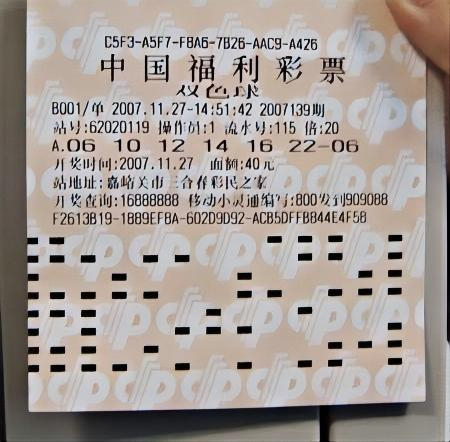 C5F3-A5F7-F8A6-7B26-AAC9-A426
中国福利彩票
双色球
B001/单 2007.11.27-14:51:42 2007139期
站号:62020119 操作员:1 流水号:115 倍:20
A.06 10 12 14 16 22-06
开奖时间:2007.11.27 面额:40元
站地址:嘉峪关市三合春彩民之家
开奖查询:16888888 移动小灵通编号:800发到909088
F2613B19-1889EF8A-602D9D92-ACB5DFFB844E4F58